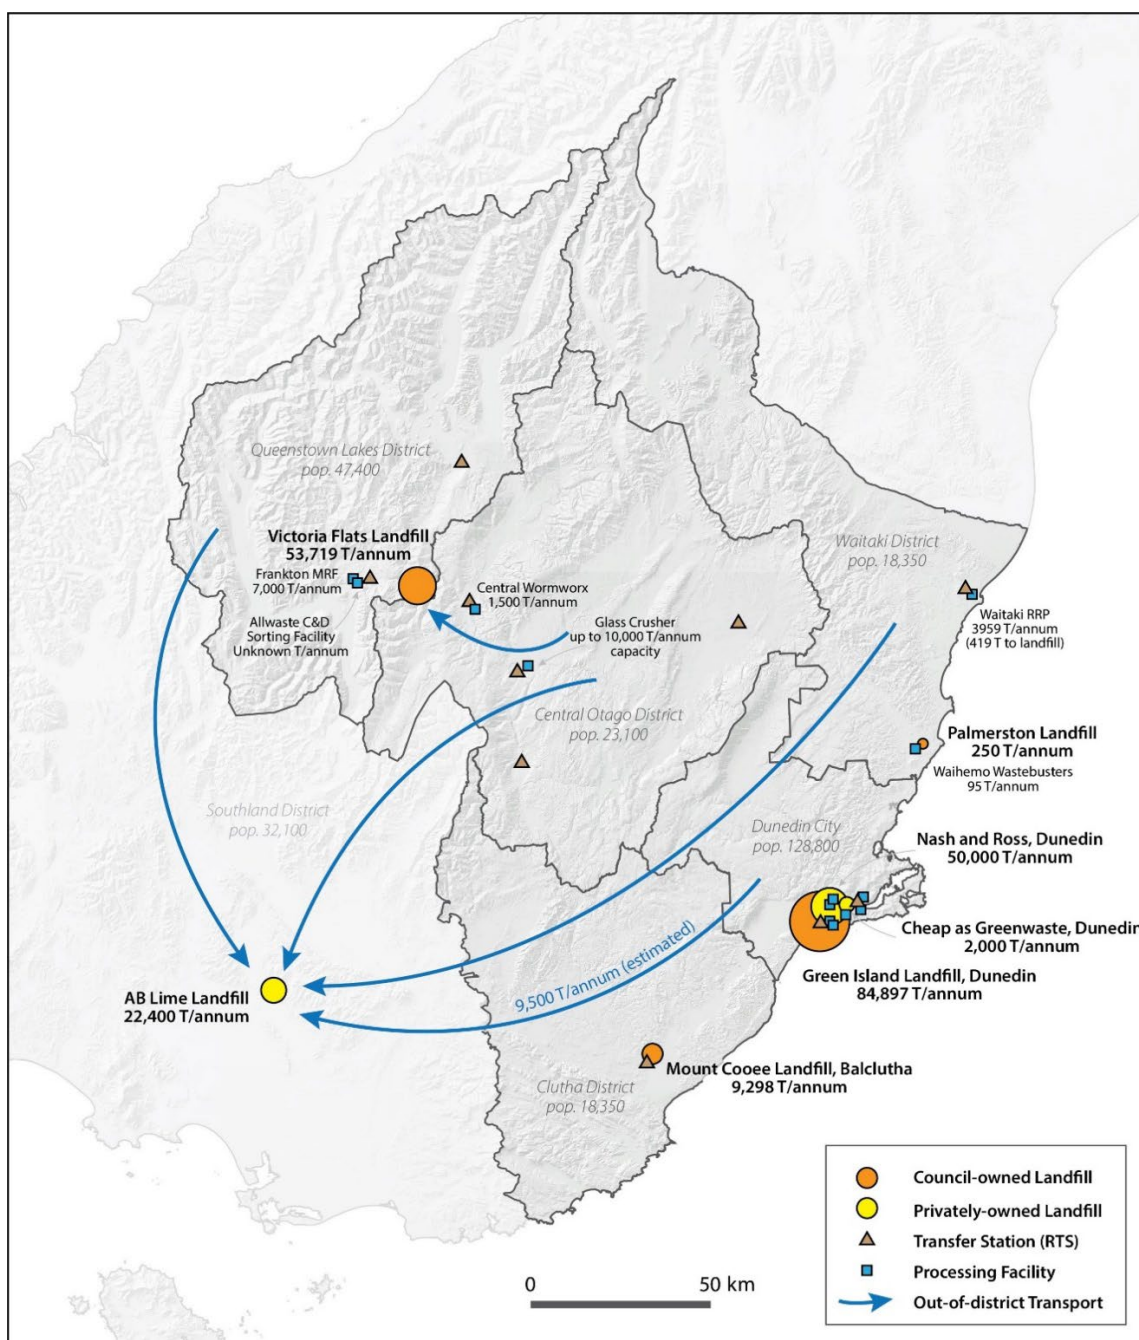 Queenstown Lakes District
pop. 47,400
Victoria Flats Landfill
53,719 T/annum
Frankton MRF
7,000 T/annum
Allwaste C&D
Sorting Facility
Unknown T/annum
Central Wormworx
1,500 T/annum
Glass Crusher
up to 10,000 T/annum
capacity
Waitaki District
pop. 18,350
Waitaki RRP
3959 T/annum
(419 T to landfill)
Central Otago District
pop. 23,100
Palmerston Landfill
250 T/annum
Waihemo Wastebusters
95 T/annum
Southland District
pop. 32,100
Dunedin City
pop. 128,800
Nash and Ross, Dunedin
50,000 T/annum
Cheap as Greenwaste, Dunedin
2,000 T/annum
Green Island Landfill, Dunedin
84,897 T/annum
9,500 T/annum (estimated)
AB Lime Landfill
22,400 T/annum
Mount Cooee Landfill, Balclutha
9,298 T/annum
Clutha District
pop. 18,350
Council-owned Landfill
Privately-owned Landfill
Transfer Station (RTS)
Processing Facility
Out-of-district Transport
0 50 km